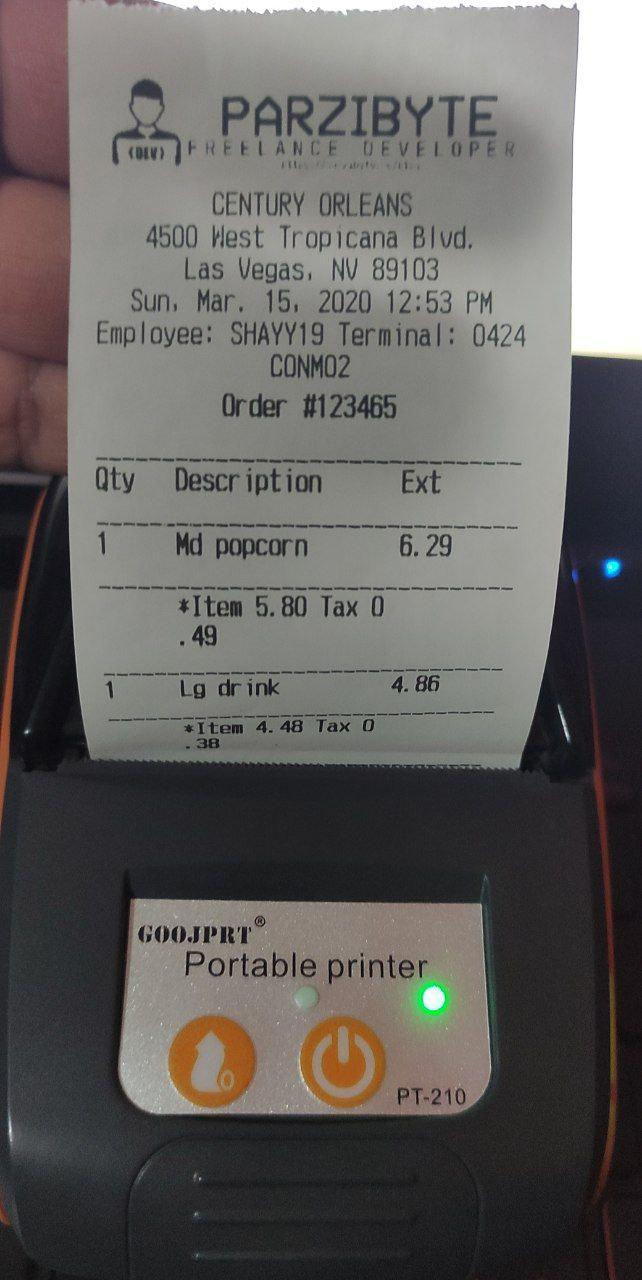 PARZIBYTE
(DEV) FREELANCE DEVELOPER
CENTURY ORLEANS
4500 West Tropicana Blvd.
Las Vegas, NV 89103
Sun, Mar. 15, 2020 12:53 PM
Employee: SHAYY19 Terminal: 0424
CONMO2
Order #123465
Qty Description Ext
1 Md popcorn 6.29
*Item 5.80 Tax 0
.49
1 Lg drink 4.86
*Item 4.48 Tax 0
.38
GOOJPRT®
Portable printer
PT-210